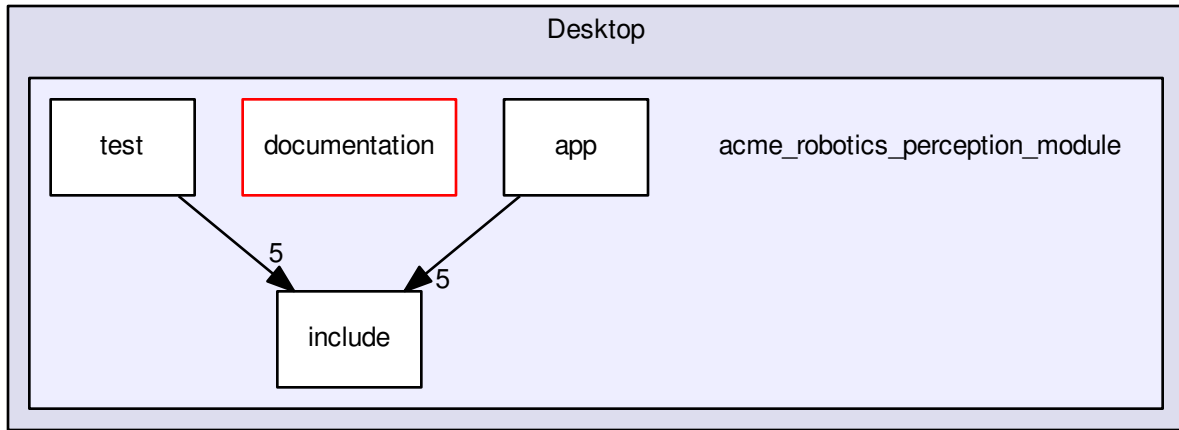 Desktop
test
documentation
app
acme_robotics_perception_module
5
5
include